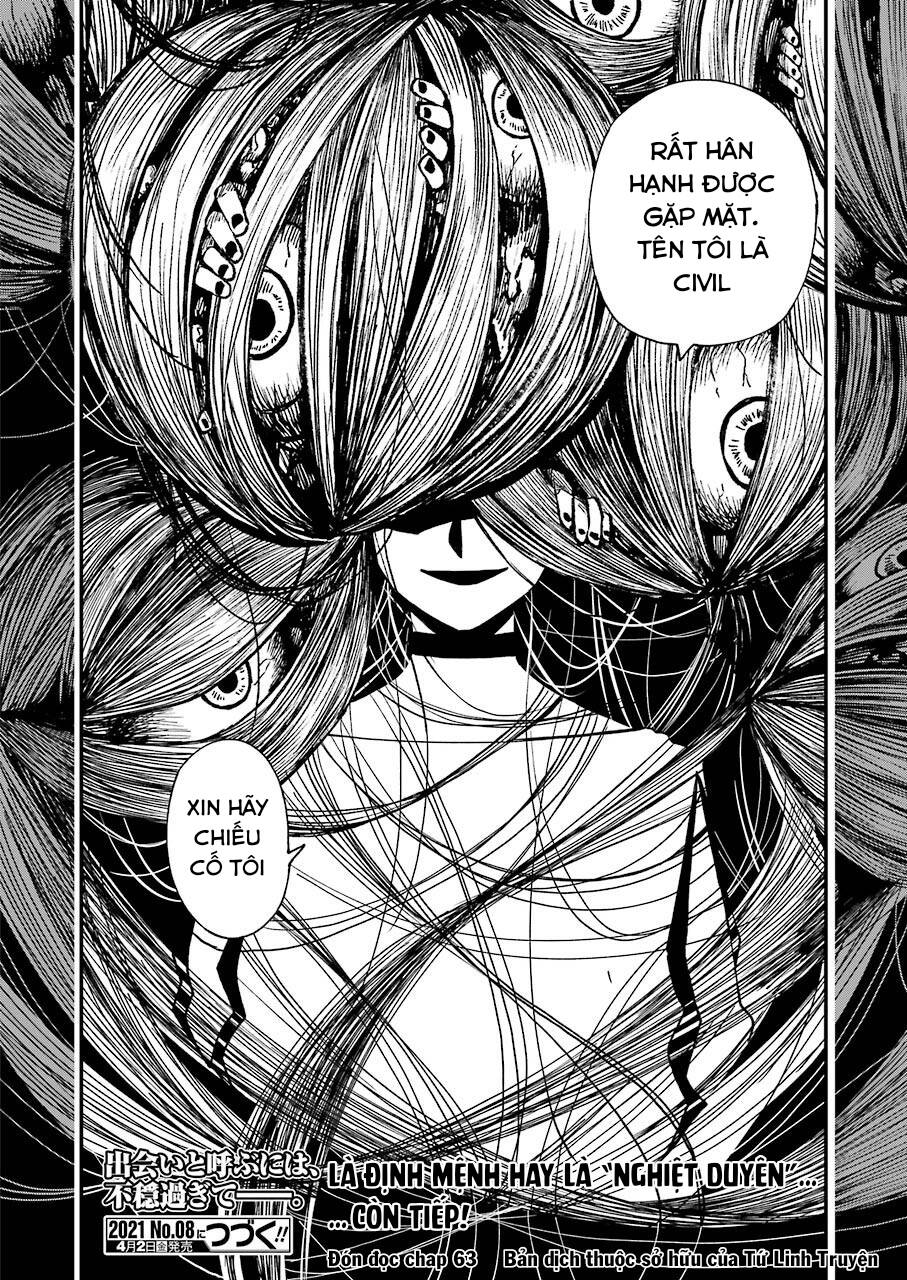 RẤT HÂN
HẠNH ĐƯỢC
GẶP MẶT.
TÊN TÔI LÀ
CIVIL
XIN HÃY
CHIẾU
CỐ TÔI
出会いと呼ぶには、
不穏過ぎて――。
2021 No.08につづく!!
4月2日金発売
LÀ ĐỊNH MỆNH HAY LÀ “NGHIỆT DUYÊN”...
...CÒN TIẾP!
Đón đọc chap 63 Bản dịch thuộc sở hữu của Tứ Linh Truyện